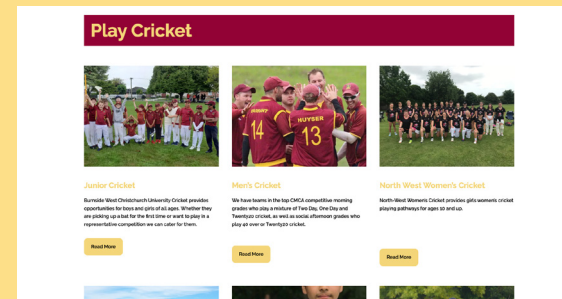 Play Cricket
14
HUYSER
13
Junior Cricket
Burnside West Christchurch University Cricket provides
opportunities for boys and girls of all ages. Whether they
are picking up a bat for the first time or want to play in a
representative competition we can cater for them.
Read More
Men's Cricket
We have teams in the top CMCA competitive morning
grades who play a mixture of Two Day, One Day and
Twenty20 cricket, as well as social afternoon grades who
play 40 over or Twenty20 cricket.
Read More
North West Women's Cricket
North-West Women's Cricket provides girls women's cricket
playing pathways for ages 10 and up.
Read More